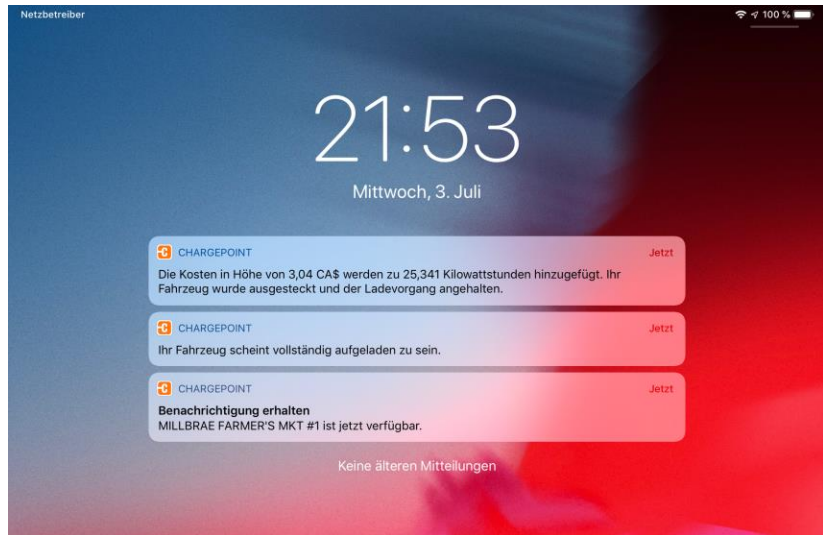 Netzbetreiber
100 %
21:53
Mittwoch, 3. Juli
CHARGEPOINT
Jetzt
Die Kosten in Höhe von 3,04 CA$ werden zu 25,341 Kilowattstunden hinzugefügt. Ihr
Fahrzeug wurde ausgesteckt und der Ladevorgang angehalten.
CHARGEPOINT
Jetzt
Ihr Fahrzeug scheint vollständig aufgeladen zu sein.
CHARGEPOINT
Jetzt
Benachrichtigung erhalten
MILLBRAE FARMER'S MKT #1 ist jetzt verfügbar.
Keine älteren Mitteilungen